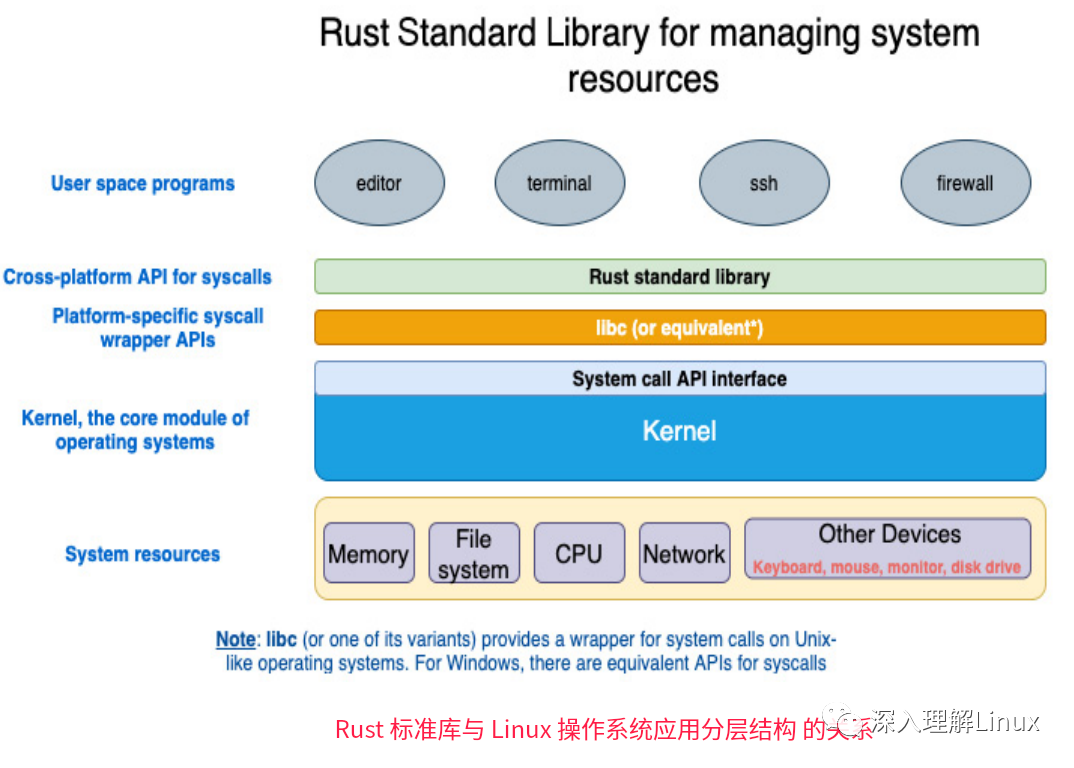 Rust Standard Library for managing system
resources
User space programs
editor
terminal
ssh
firewall
Cross-platform API for syscalls
Rust standard library
Platform-specific syscall
wrapper APIs
libc (or equivalent*)
System call API interface
Kernel, the core module of
operating systems
Kernel
System resources
Memory
File
system
CPU
Network
Other Devices
Keyboard, mouse, monitor, disk drive
Note: libc (or one of its variants) provides a wrapper for system calls on Unix-
like operating systems. For Windows, there are equivalent APIs for syscalls
Rust 标准库与 Linux 操作系统应用分层结构 的关系
深入理解Linux